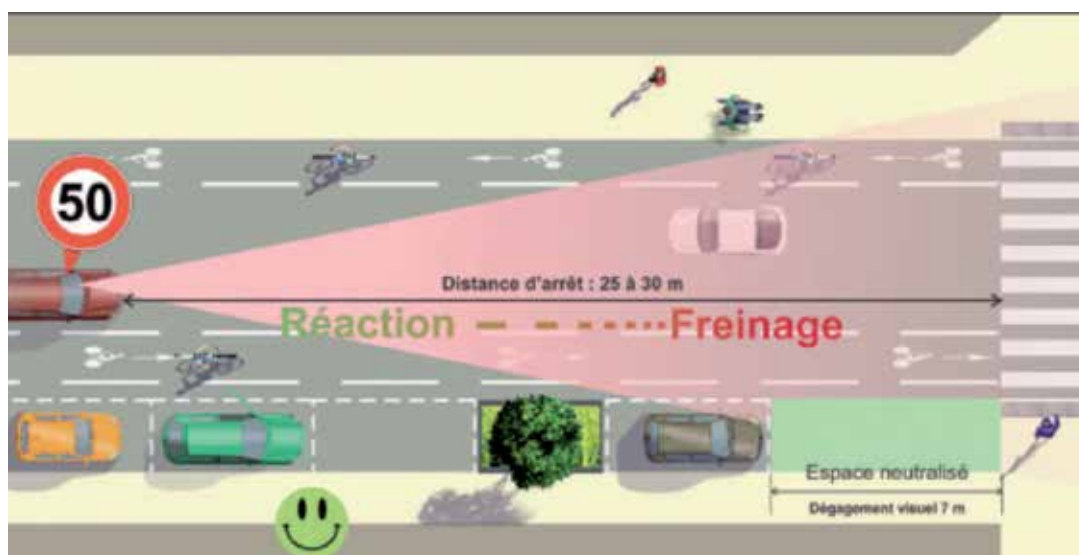 50
Distance d'arrêt : 25 à 30 m
Réaction
Freinage
Espace neutralisé
Dégagement visuel 7 m